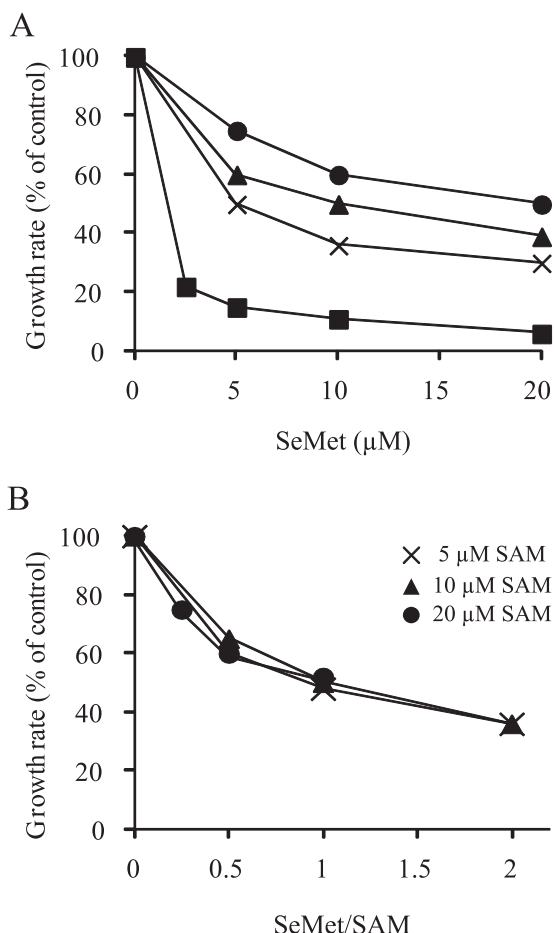 A
Growth rate (% of control)
100
80
60
40
20
0
0 5 10 15 20
SeMet (µM)
B
Growth rate (% of control)
100
80
60
40
20
0
5 µM SAM
10 µM SAM
20 µM SAM
0 0.5 1 1.5 2
SeMet/SAM